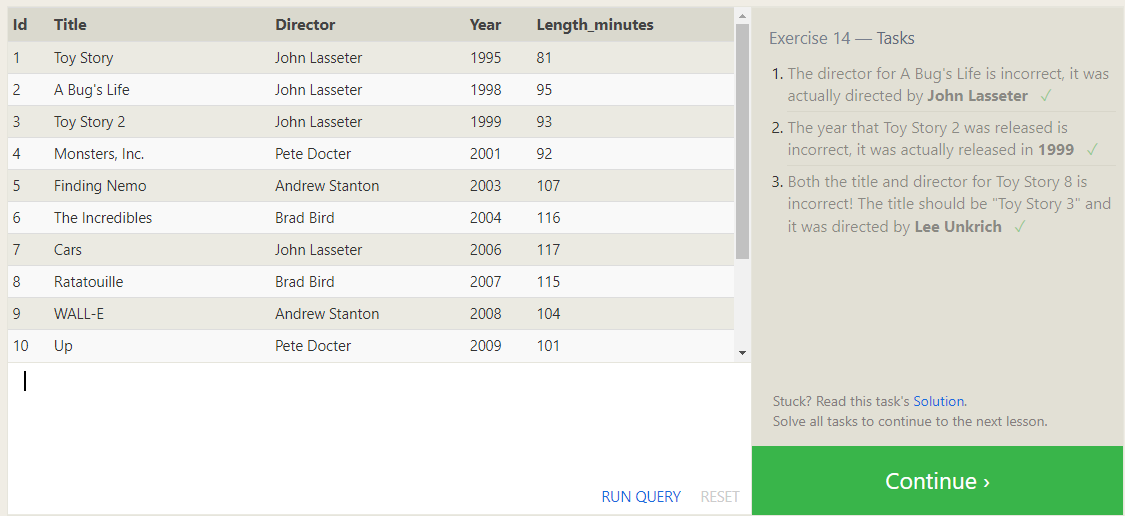 Id Title Director Year Length_minutes
1 Toy Story John Lasseter 1995 81
2 A Bug's Life John Lasseter 1998 95
3 Toy Story 2 John Lasseter 1999 93
4 Monsters, Inc. Pete Docter 2001 92
5 Finding Nemo Andrew Stanton 2003 107
6 The Incredibles Brad Bird 2004 116
7 Cars John Lasseter 2006 117
8 Ratatouille Brad Bird 2007 115
9 WALL-E Andrew Stanton 2008 104
10 Up Pete Docter 2009 101
RUN QUERY RESET
Exercise 14 — Tasks
1. The director for A Bug's Life is incorrect, it was
actually directed by John Lasseter ✓
2. The year that Toy Story 2 was released is
incorrect, it was actually released in 1999 ✓
3. Both the title and director for Toy Story 8 is
incorrect! The title should be "Toy Story 3" and
it was directed by Lee Unkrich ✓
Stuck? Read this task's Solution.
Solve all tasks to continue to the next lesson.
Continue ›